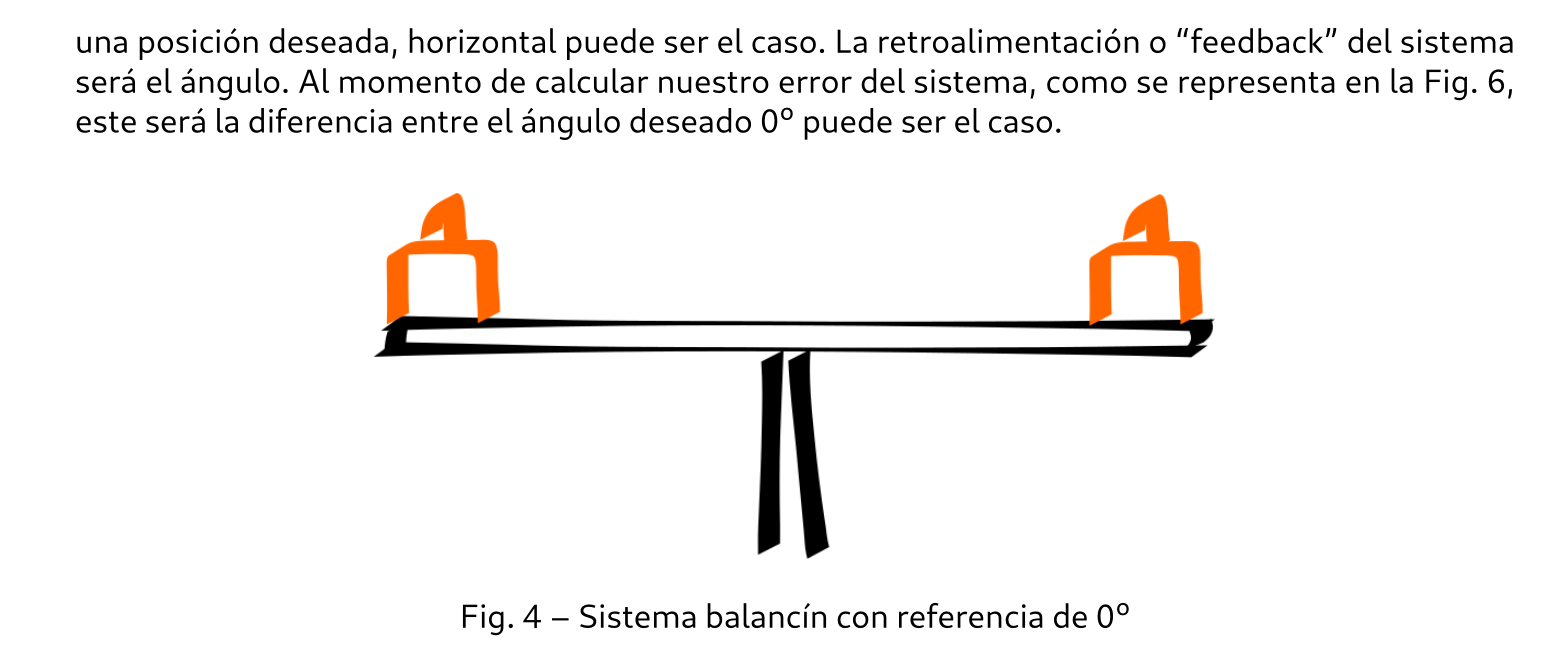 una posición deseada, horizontal puede ser el caso. La retroalimentación o “feedback” del sistema
será el ángulo. Al momento de calcular nuestro error del sistema, como se representa en la Fig. 6,
este será la diferencia entre el ángulo deseado 0º puede ser el caso.
Fig. 4 – Sistema balancín con referencia de 0º